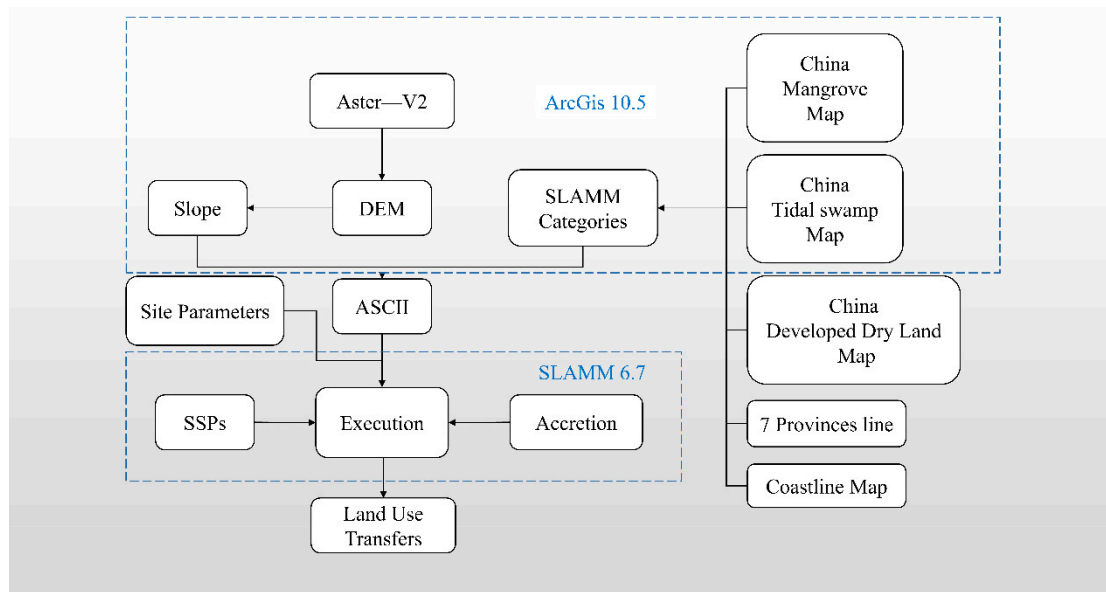 Aster—V2
ArcGis 10.5
China
Mangrove
Map
Slope
DEM
SLAMM
Categories
China
Tidal swamp
Map
Site Parameters
ASCII
China
Developed Dry Land
Map
SLAMM 6.7
SSPs
Execution
Accretion
7 Provinces line
Coastline Map
Land Use
Transfers